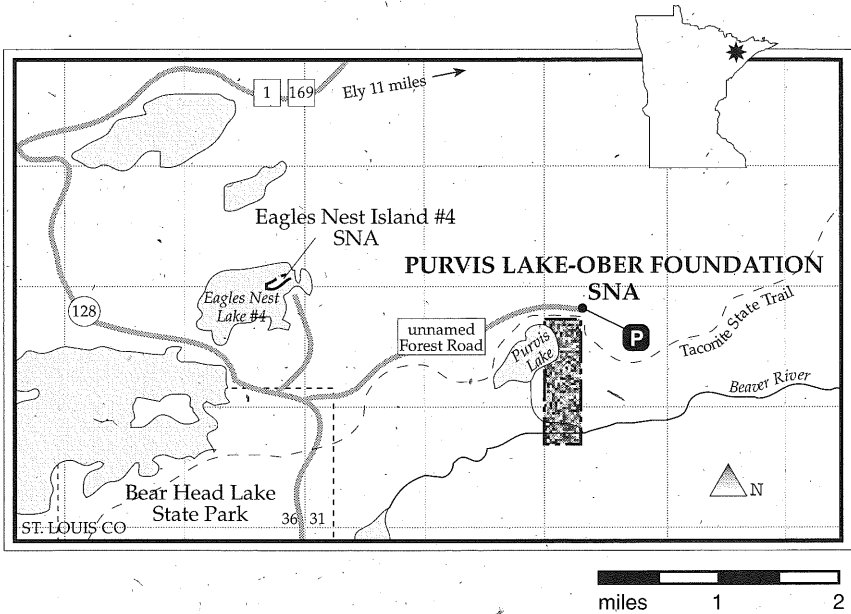 1 169
Ely 11 miles
Eagles Nest Island #4
SNA
PURVIS LAKE-OBER FOUNDATION
SNA
Eagles Nest
Lake #4
128
unnamed
Forest Road
P
Purvis
Lake
Taconite State Trail
Beaver River
Bear Head Lake
State Park
N
36 31
ST. LOUIS CO
miles 1 2